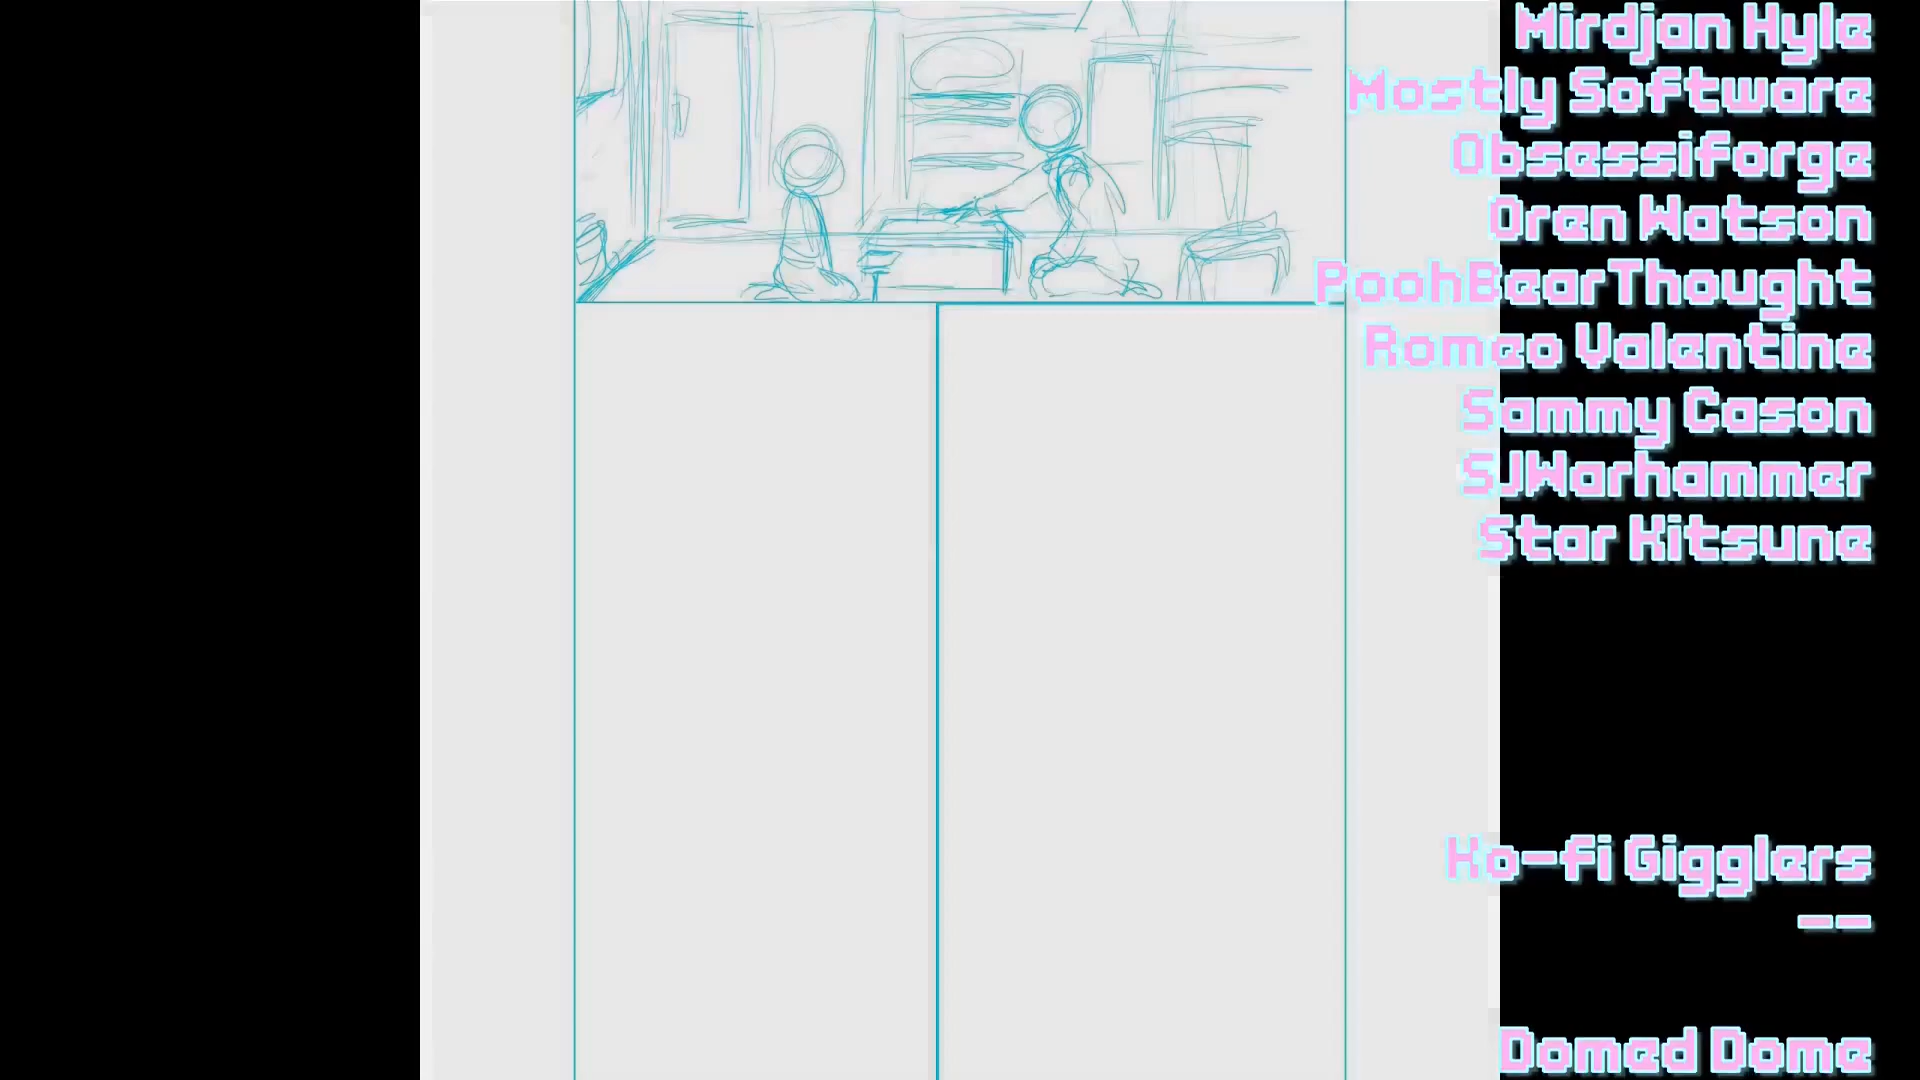 Mirdjan Hyle
Mostly Software
Obsessiforge
Oren Watson
PoohBearThought
Romeo Valentine
Sammy Cason
SJWarhammer
Star Kitsune
Ko-fi Gigglers
--
Domed Dome